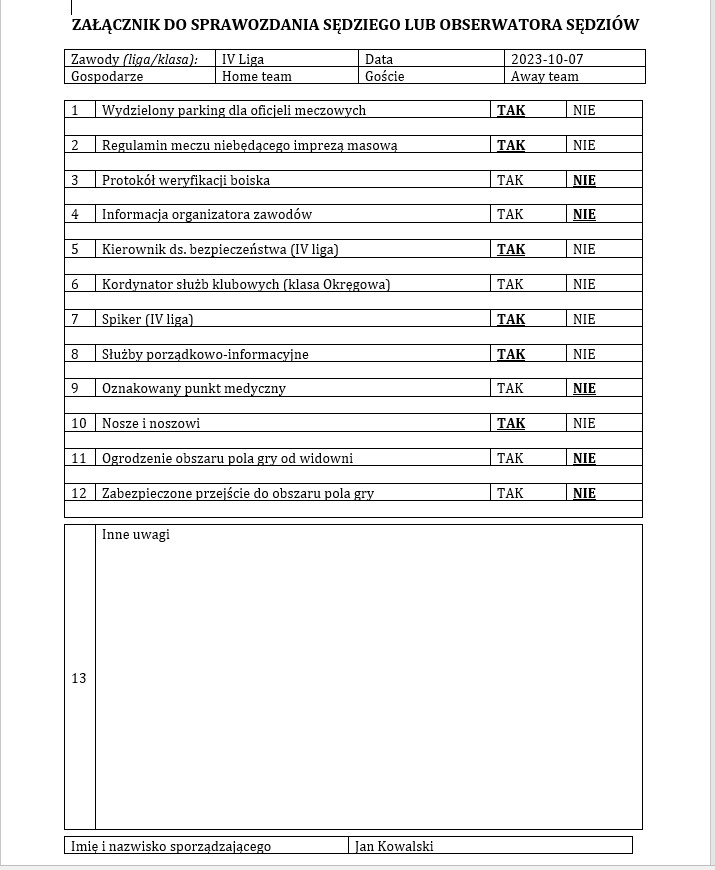 ZAŁĄCZNIK DO SPRAWOZDANIA SĘDZIEGO LUB OBSERWATORA SĘDZIÓW
Zawody (liga/klasa): IV Liga Data 2023-10-07
Gospodarze Home team Goście Away team
1 Wydzielony parking dla oficjeli meczowych TAK NIE
2 Regulamin meczu niebędącego imprezą masową TAK NIE
3 Protokół weryfikacji boiska TAK NIE
4 Informacja organizatora zawodów TAK NIE
5 Kierownik ds. bezpieczeństwa (IV liga) TAK NIE
6 Kordynator służb klubowych (klasa Okręgowa) TAK NIE
7 Spiker (IV liga) TAK NIE
8 Służby porządkowo-informacyjne TAK NIE
9 Oznakowany punkt medyczny TAK NIE
10 Nosze i noszowi TAK NIE
11 Ogrodzenie obszaru pola gry od widowni TAK NIE
12 Zabezpieczone przejście do obszaru pola gry TAK NIE
Inne uwagi
13
Imię i nazwisko sporządzającego Jan Kowalski